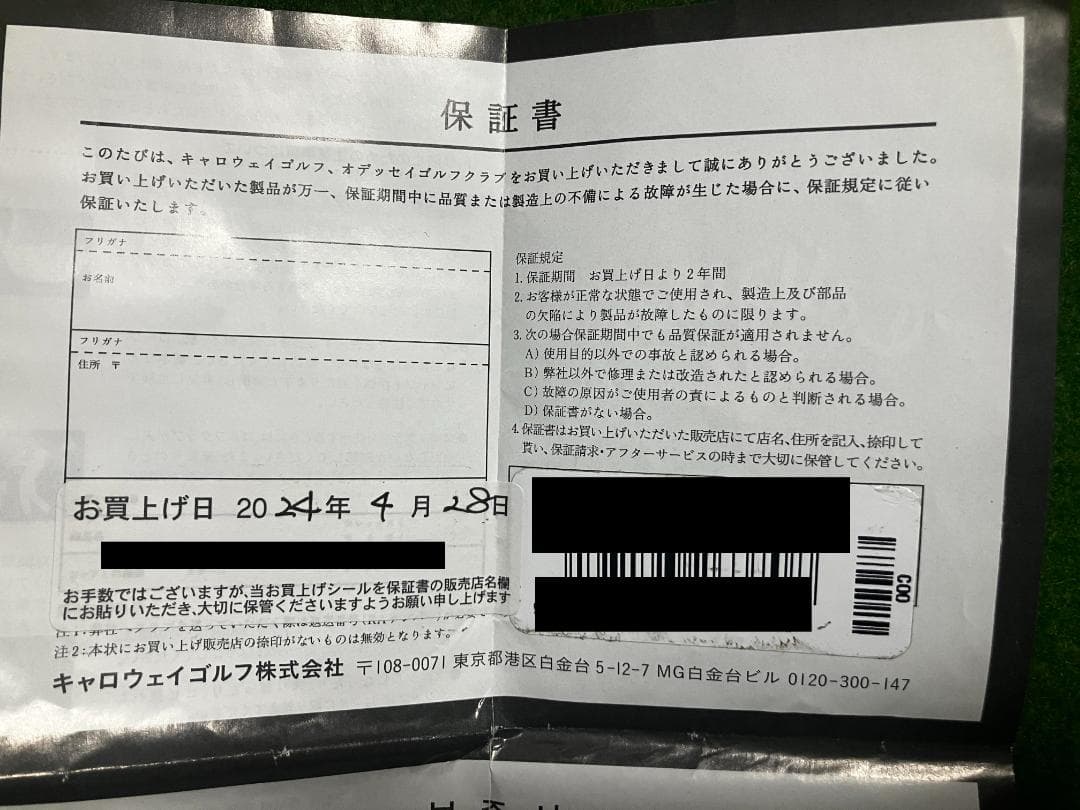 保証書
このたびは、キャロウェイゴルフ、オデッセイゴルフクラブをお買い上げいただきまして誠にありがとうございました。
お買い上げいただいた製品が万一、保証期間中に品質または製造上の不備による故障が生じた場合に、保証規定に従い
保証いたします。
フリガナ
お名前
フリガナ
住所 〒
保証規定
1.保証期間 お買上げ日より2年間
2.お客様が正常な状態でご使用され、製造上及び部品
の欠陥により製品が故障したものに限ります。
3.次の場合保証期間中でも品質保証が適用されません。
A)使用目的以外での事故と認められる場合。
B)弊社以外で修理または改造されたと認められる場合。
C)故障の原因がご使用者の責によるものと判断される場合。
D)保証書がない場合。
4.保証書はお買い上げいただいた販売店にて店名、住所を記入、捺印して
貰い、保証請求・アフターサービスの時まで大切に保管してください。
お買上げ日 2024年 4月 28日
お手数ではございますが、当お買上げシールを保証書の販売店名欄
にお貼りいただき、大切に保管くださいますようお願い申し上げます
COO
注2:本状にお買い上げ販売店の捺印がないものは無効となります。
キャロウェイゴルフ株式会社 〒108-0071 東京都港区白金台5-12-7 MG白金台ビル 0120-300-147